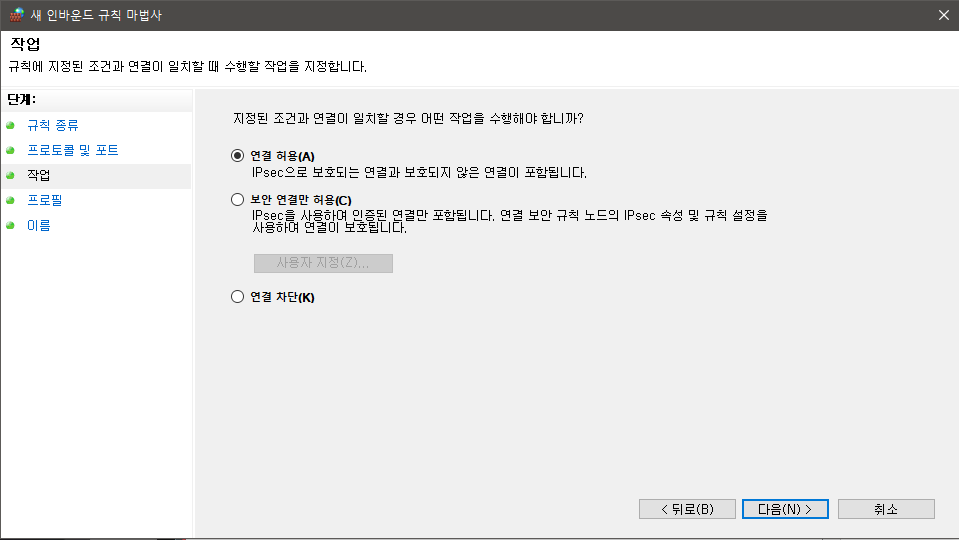 새 인바운드 규칙 마법사
작업
규칙에 지정된 조건과 연결이 일치할 때 수행할 작업을 지정합니다.
단계:
규칙 종류
프로토콜 및 포트
작업
프로필
이름
지정된 조건과 연결이 일치할 경우 어떤 작업을 수행해야 합니까?
연결 허용(A)
IPsec으로 보호되는 연결과 보호되지 않은 연결이 포함됩니다.
보안 연결만 허용(C)
IPsec을 사용하여 인증된 연결만 포함됩니다. 연결 보안 규칙 노드의 IPsec 속성 및 규칙 설정을
사용하여 연결이 보호됩니다.
사용자 지정(Z)...
연결 차단(K)
< 뒤로(B)
다음(N) >
취소